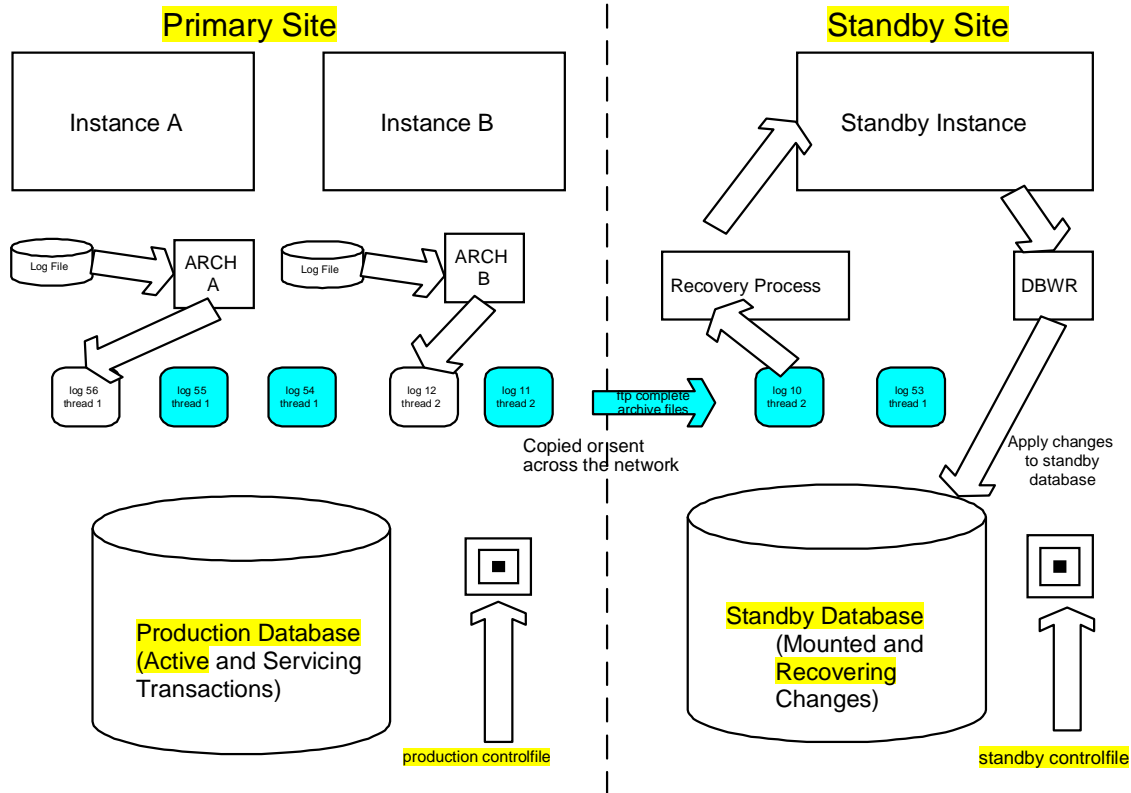 Primary Site
Standby Site
Instance A
Instance B
Standby Instance
Log File
ARCH
A
Log File
ARCH
B
Recovery Process
DBWR
log 56
thread 1
log 55
thread 1
log 54
thread 1
log 12
thread 2
log 11
thread 2
ftp complete
archive files
log 10
thread 2
log 53
thread 1
Copied or sent
across the network
Apply changes
to standby
database
Production Database
(Active and Servicing
Transactions)
Standby Database
(Mounted and
Recovering
Changes)
production controlfile
standby controlfile